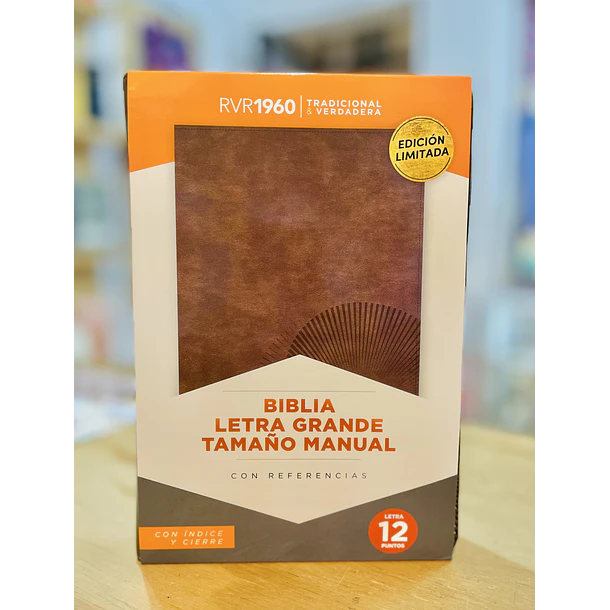 RVR1960
TRADICIONAL
& VERDADERA
EDICIÓN
LIMITADA
BIBLIA
LETRA GRANDE
TAMAÑO MANUAL
CON REFERENCIAS
CON ÍNDICE
Y CIERRE
LETRA
12
PUNTOS